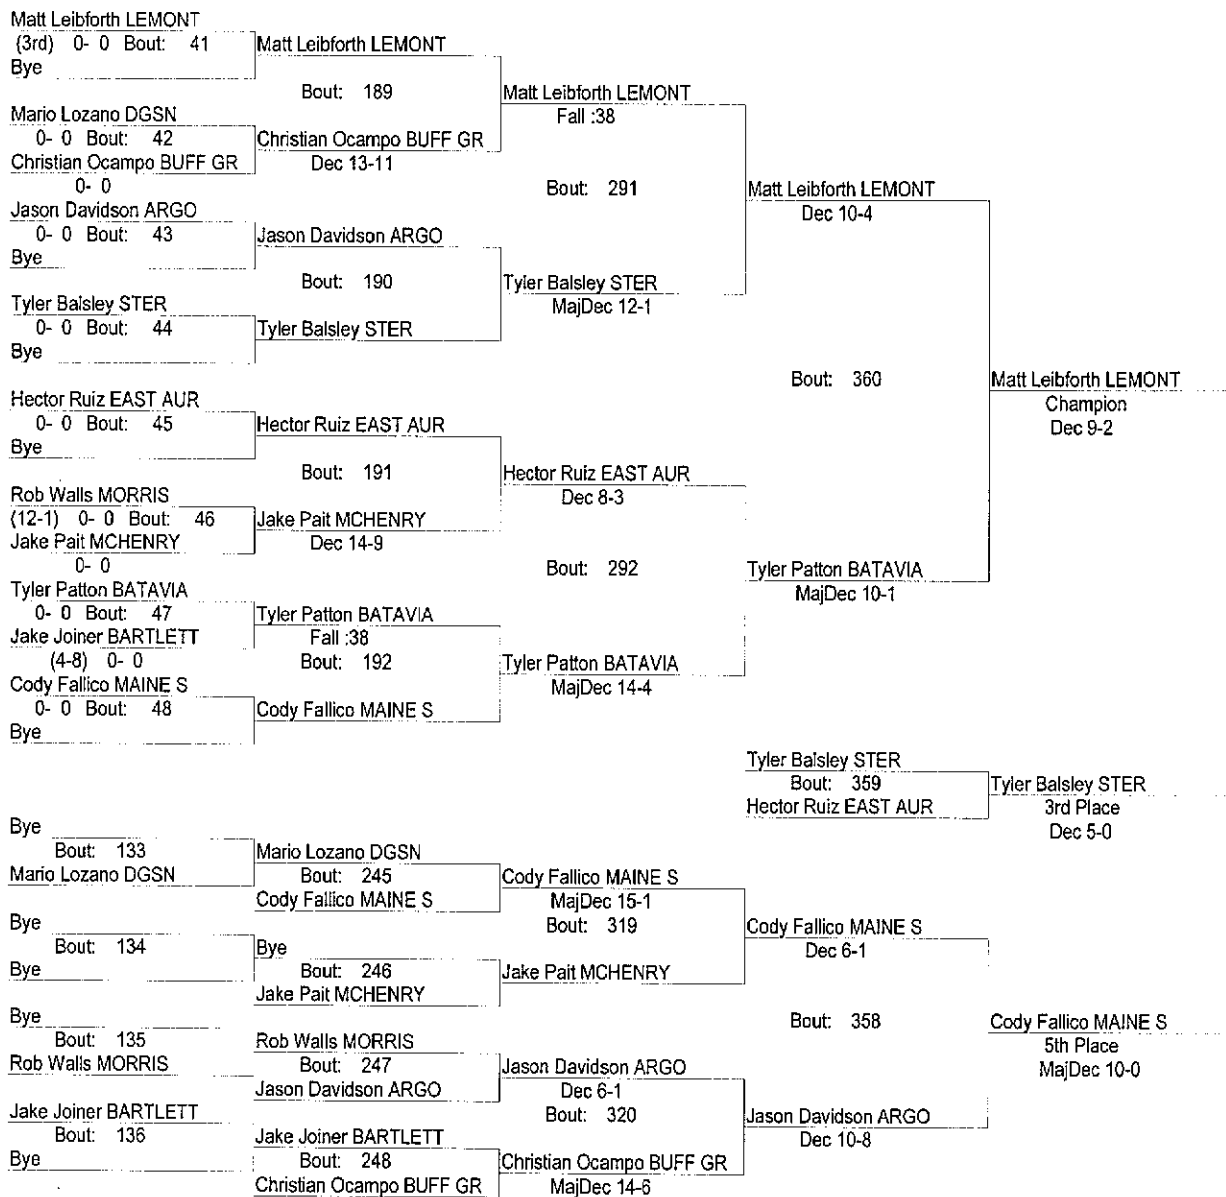 Matt Leibforth LEMONT
(3rd) 0- 0 Bout: 41
Bye
Matt Leibforth LEMONT
Bout: 189
Mario Lozano DGSN
0- 0 Bout: 42
Christian Ocampo BUFF GR
0- 0
Christian Ocampo BUFF GR
Dec 13-11
Matt Leibforth LEMONT
Fall :38
Bout: 291
Jason Davidson ARGO
0- 0 Bout: 43
Bye
Jason Davidson ARGO
Bout: 190
Tyler Balsley STER
0- 0 Bout: 44
Bye
Tyler Balsley STER
Tyler Balsley STER
MajDec 12-1
Matt Leibforth LEMONT
Dec 10-4
Bout: 360
Matt Leibforth LEMONT
Champion
Dec 9-2
Hector Ruiz EAST AUR
0- 0 Bout: 45
Bye
Hector Ruiz EAST AUR
Bout: 191
Rob Walls MORRIS
(12-1) 0- 0 Bout: 46
Jake Pait MCHENRY
0- 0
Jake Pait MCHENRY
Dec 14-9
Hector Ruiz EAST AUR
Dec 8-3
Bout: 292
Tyler Patton BATAVIA
0- 0 Bout: 47
Jake Joiner BARTLETT
(4-8) 0- 0
Tyler Patton BATAVIA
Fall :38
Bout: 192
Cody Fallico MAINE S
0- 0 Bout: 48
Bye
Cody Fallico MAINE S
Tyler Patton BATAVIA
MajDec 14-4
Tyler Patton BATAVIA
MajDec 10-1
Tyler Balsley STER
Bout: 359
Hector Ruiz EAST AUR
Tyler Balsley STER
3rd Place
Dec 5-0
Bye
Bout: 133
Mario Lozano DGSN
Mario Lozano DGSN
Bout: 245
Cody Fallico MAINE S
Cody Fallico MAINE S
MajDec 15-1
Bout: 319
Bye
Bout: 134
Bye
Bye
Bout: 246
Jake Pait MCHENRY
Jake Pait MCHENRY
Cody Fallico MAINE S
Dec 6-1
Bout: 358
Cody Fallico MAINE S
5th Place
MajDec 10-0
Bye
Bout: 135
Rob Walls MORRIS
Rob Walls MORRIS
Bout: 247
Jason Davidson ARGO
Jason Davidson ARGO
Dec 6-1
Bout: 320
Jake Joiner BARTLETT
Bout: 136
Bye
Jake Joiner BARTLETT
Bout: 248
Christian Ocampo BUFF GR
Christian Ocampo BUFF GR
MajDec 14-6
Jason Davidson ARGO
Dec 10-8